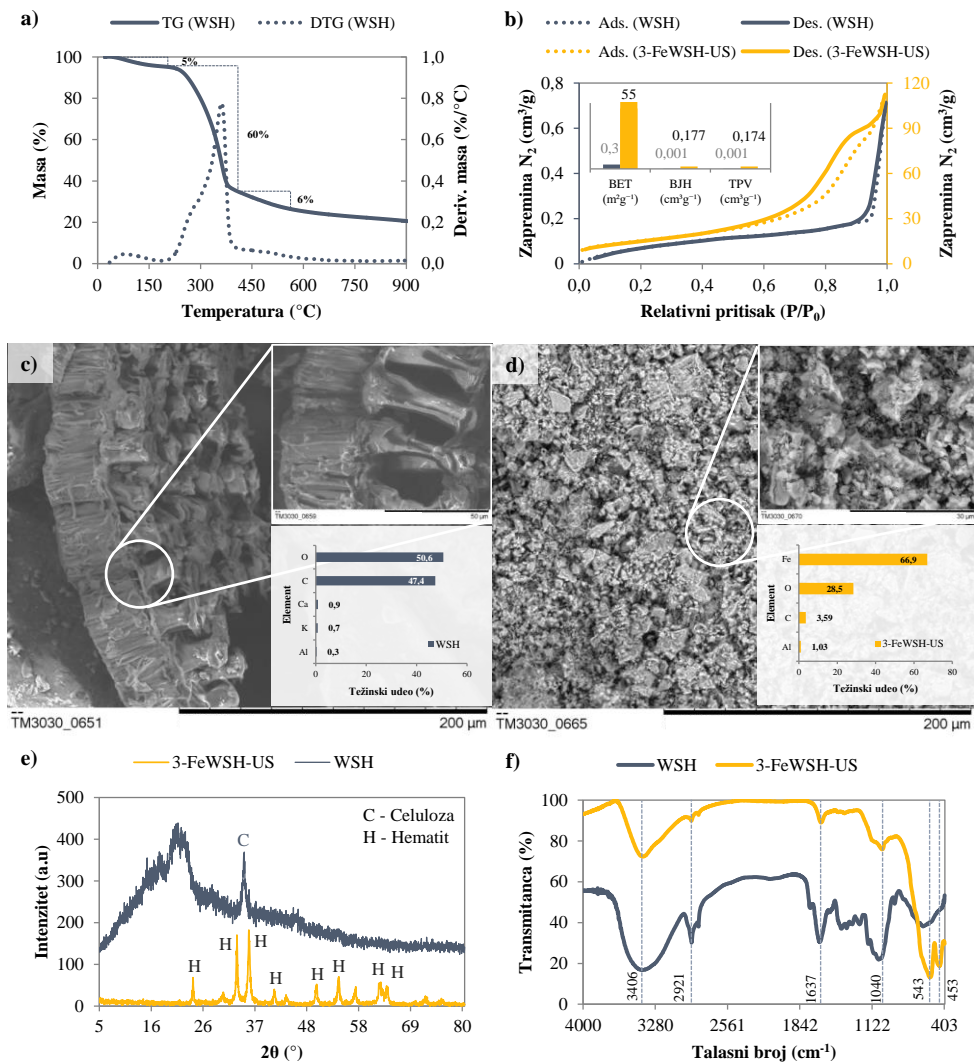 a)
TG (WSH) DTG (WSH)
100 1,0
80 0,8
60 0,6
40 0,4
20 0,2
0 0,0
5%
60%
6%
Masa (%)
Deriv. masa (%/°C)
0 150 300 450 600 750 900
Temperatura (°C)
b)
Ads. (WSH) Des. (WSH)
Ads. (3-FeWSH-US) Des. (3-FeWSH-US)
0,8 120
0,6 90
0,4 60
0,2 30
0,0 0
Zapremina N₂ (cm³/g)
Zapremina N₂ (cm³/g)
55
0,3
0,177
0,001
0,174
0,001
BET BJH TPV
(m²g⁻¹) (cm³g⁻¹) (cm³g⁻¹)
0,0 0,2 0,4 0,6 0,8 1,0
Relativni pritisak (P/P₀)
c)
TM3030_0659 50 µm
O 50,6
C 47,4
Ca 0,9
K 0,7
Al 0,3
Element
WSH
0 20 40 60
Težinski udeo (%)
TM3030_0651 200 µm
d)
TM3030_0670 30 µm
Fe 66,9
O 28,5
C 3,59
Al 1,03
Element
3-FeWSH-US
0 20 40 60 80
Težinski udeo (%)
TM3030_0665 200 µm
e)
3-FeWSH-US WSH
500
400
300
200
100
0
Intenzitet (a.u)
C - Celuloza
H - Hematit
C
H H H H H H H H
5 16 26 37 48 58 69 80
2θ (°)
f)
WSH 3-FeWSH-US
100
80
60
40
20
0
Transmitanca (%)
3406 2921 1637 1040 543 453
4000 3280 2561 1842 1122 403
Talasni broj (cm⁻¹)